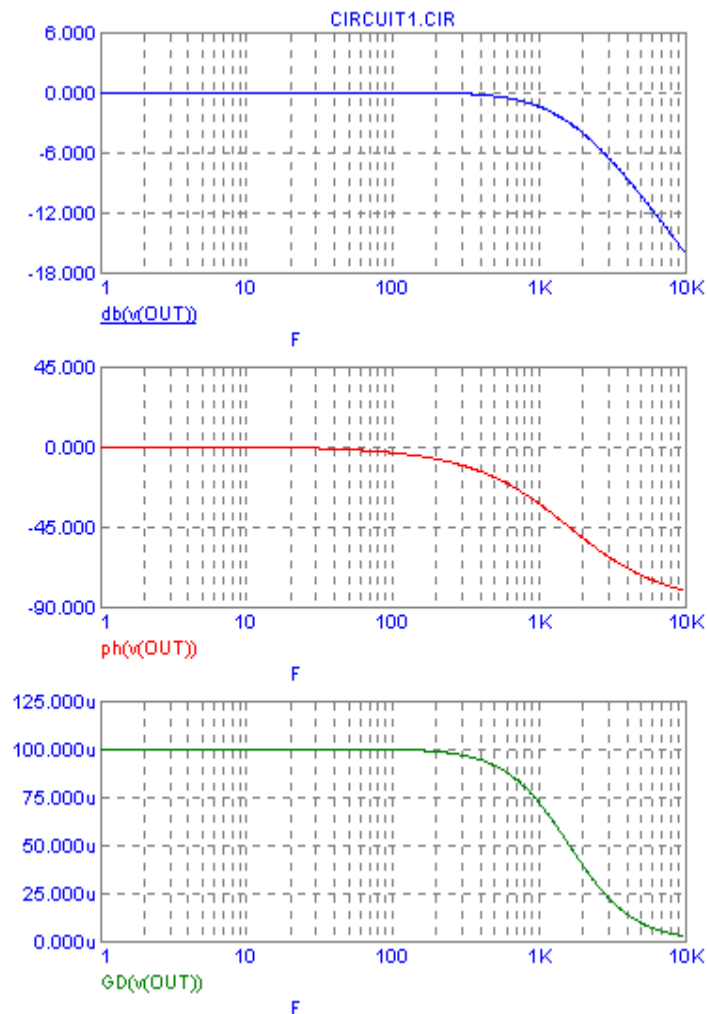 CIRCUIT1.CIR
6.000
0.000
-6.000
-12.000
-18.000
1 10 100 1K 10K
db(v(OUT))
F
45.000
0.000
-45.000
-90.000
1 10 100 1K 10K
ph(v(OUT))
F
125.000u
100.000u
75.000u
50.000u
25.000u
0.000u
1 10 100 1K 10K
GD(v(OUT))
F